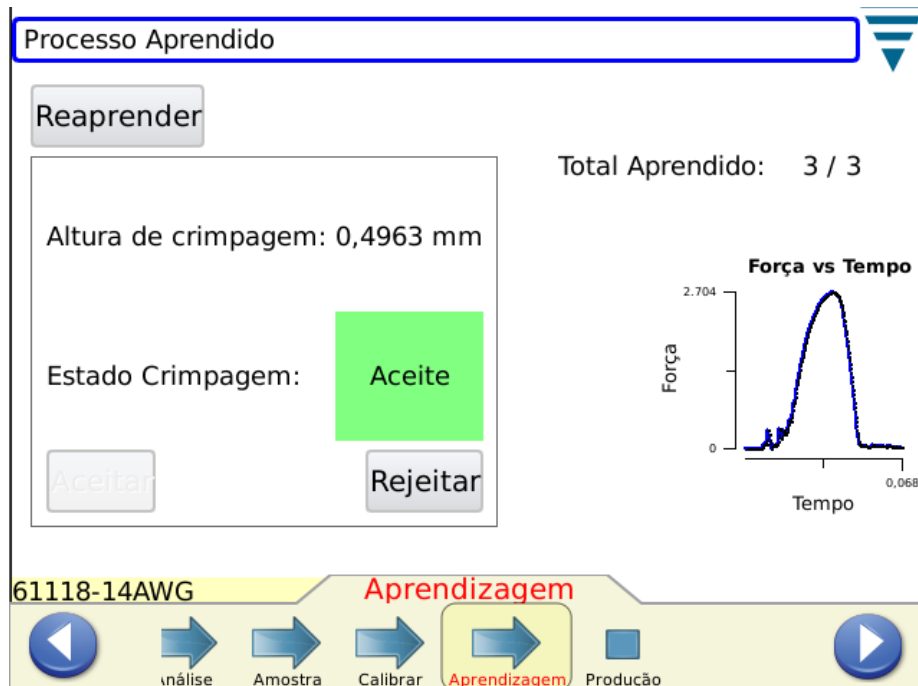 Processo Aprendido
Reaprender
Total Aprendido: 3 / 3
Altura de crimpagem: 0,4963 mm
Estado Crimpagem: Aceite
Aceitar
Rejeitar
Força vs Tempo
2.704
Força
0
0,068
Tempo
61118-14AWG
Aprendizagem
nálise Amostra Calibrar Aprendizagem Produção